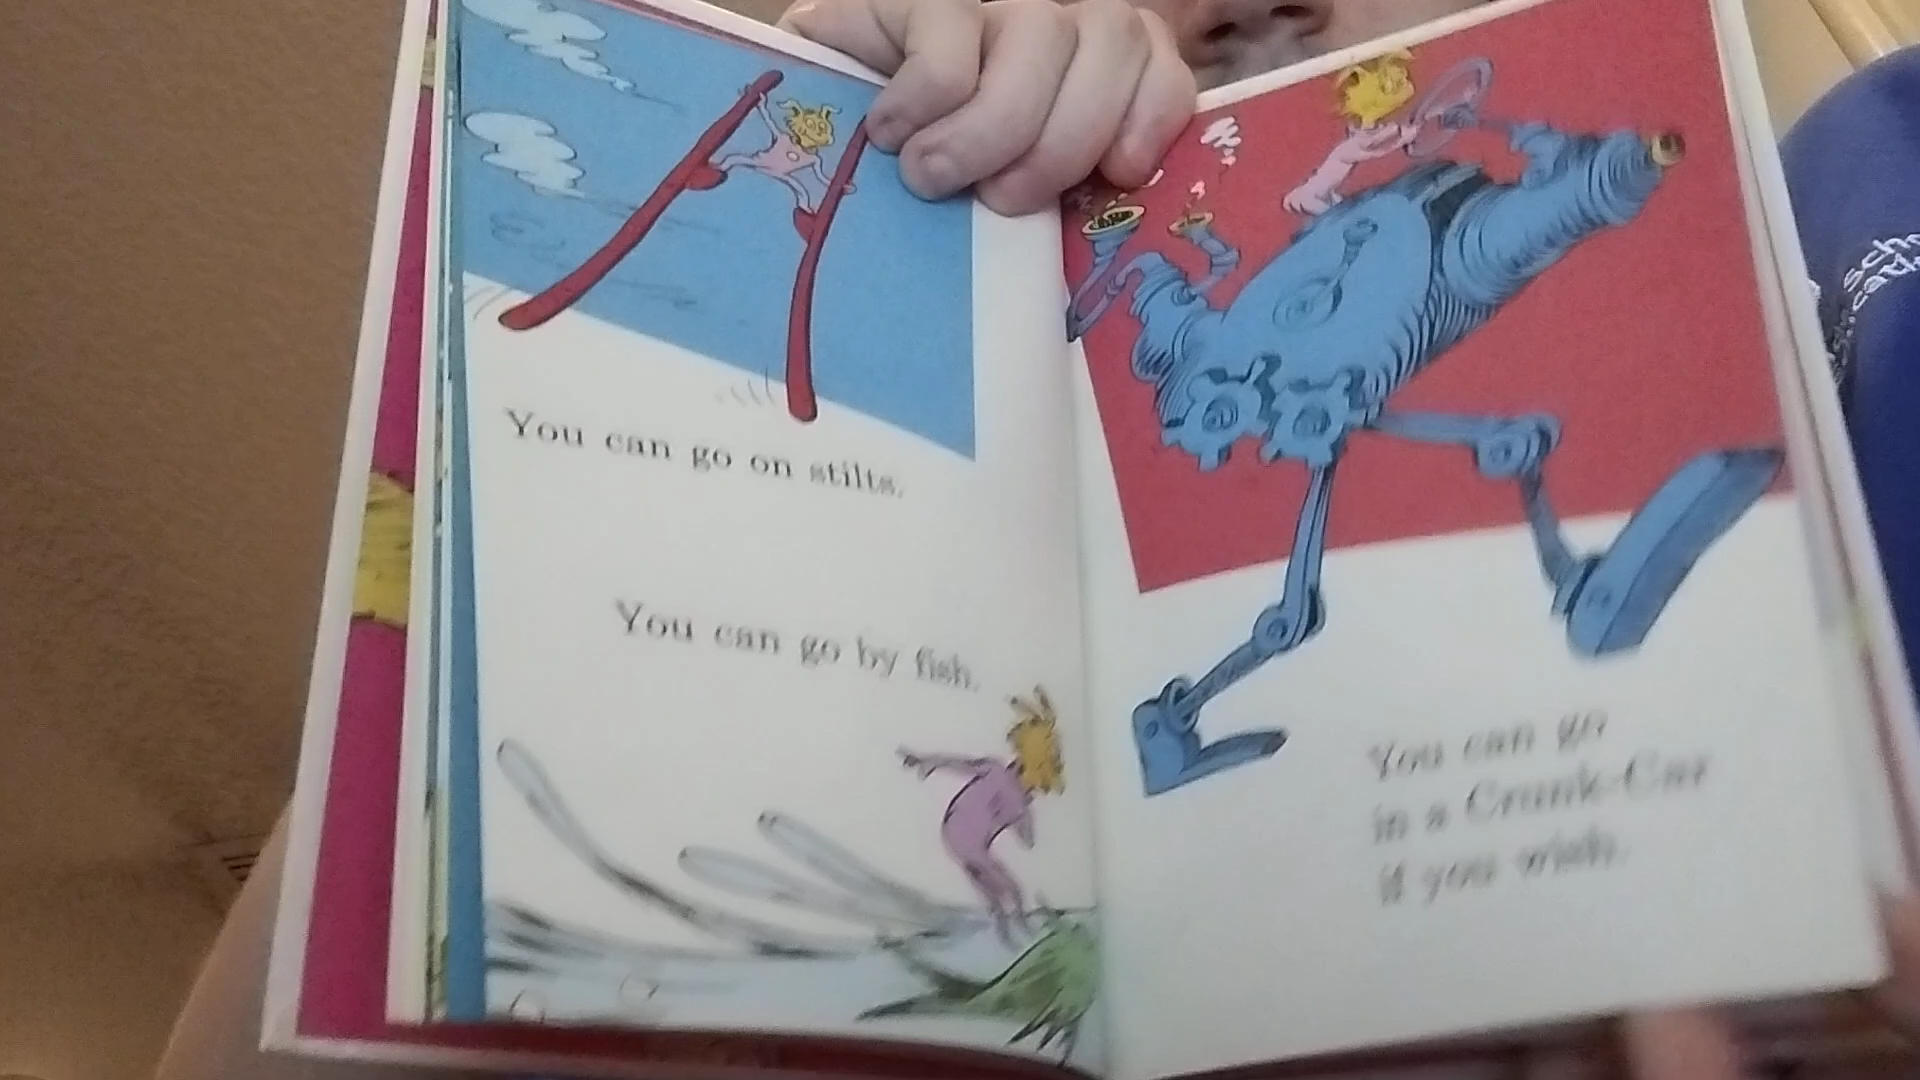 You can go on stilts.
You can go by fish.
You can go
in a Crunk-Car
if you wish.